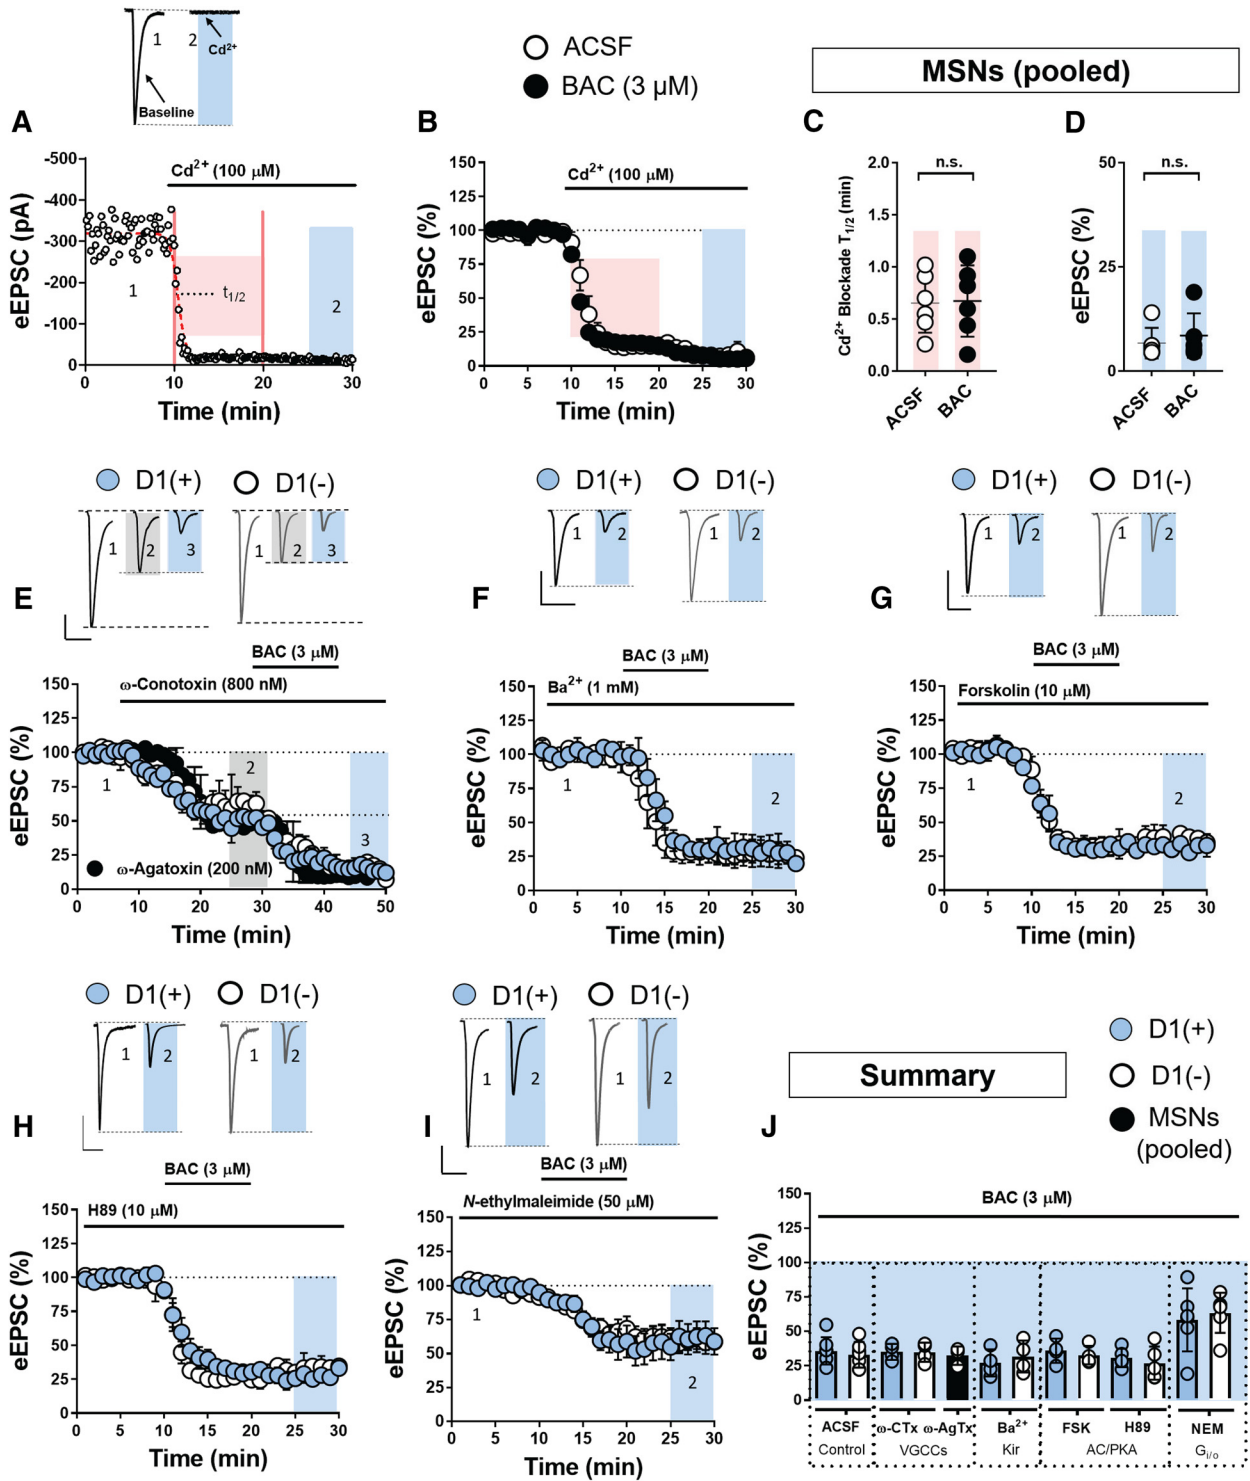 1 2 Cd²⁺
Baseline
ACSF
BAC (3 μM)
MSNs (pooled)
A
-500
-400
-300
-200
-100
0
eEPSC (pA)
Cd²⁺ (100 μM)
1
t1/2
2
0 10 20 30
Time (min)
B
150
125
100
75
50
25
0
eEPSC (%)
Cd²⁺ (100 μM)
0 5 10 15 20 25 30
Time (min)
C
2.0
1.5
1.0
0.5
0.0
Cd²⁺ Blockade T1/2 (min)
n.s.
ACSF BAC
D
50
25
0
eEPSC (%)
n.s.
ACSF BAC
D1(+) D1(-)
1 2 3 1 2 3
E
BAC (3 μM)
ω-Conotoxin (800 nM)
150
125
100
75
50
25
0
eEPSC (%)
1
2
3
ω-Agatoxin (200 nM)
0 10 20 30 40 50
Time (min)
D1(+) D1(-)
1 2 1 2
F
BAC (3 μM)
Ba²⁺ (1 mM)
150
125
100
75
50
25
0
eEPSC (%)
1
2
0 5 10 15 20 25 30
Time (min)
D1(+) D1(-)
1 2 1 2
G
BAC (3 μM)
Forskolin (10 μM)
150
125
100
75
50
25
0
eEPSC (%)
1
2
0 5 10 15 20 25 30
Time (min)
D1(+) D1(-)
1 2 1 2
H
BAC (3 μM)
H89 (10 μM)
150
125
100
75
50
25
0
eEPSC (%)
0 5 10 15 20 25 30
Time (min)
D1(+) D1(-)
1 2 1 2
I
BAC (3 μM)
N-ethylmaleimide (50 μM)
150
125
100
75
50
25
0
eEPSC (%)
1
2
0 5 10 15 20 25 30
Time (min)
Summary
D1(+)
D1(-)
MSNs
(pooled)
J
BAC (3 μM)
150
125
100
75
50
25
0
eEPSC (%)
ACSF ω-CTx ω-AgTx Ba²⁺ FSK H89 NEM
Control VGCCs Kir AC/PKA Gi/o